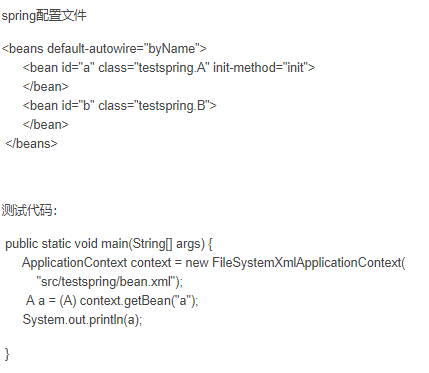 spring配置文件
<beans default-autowire="byName">
<bean id="a" class="testspring.A" init-method="init">
</bean>
<bean id="b" class="testspring.B">
</bean>
</beans>
测试代码：
public static void main(String[] args) {
ApplicationContext context = new FileSystemXmlApplicationContext(
"src/testspring/bean.xml");
A a = (A) context.getBean("a");
System.out.println(a);
}